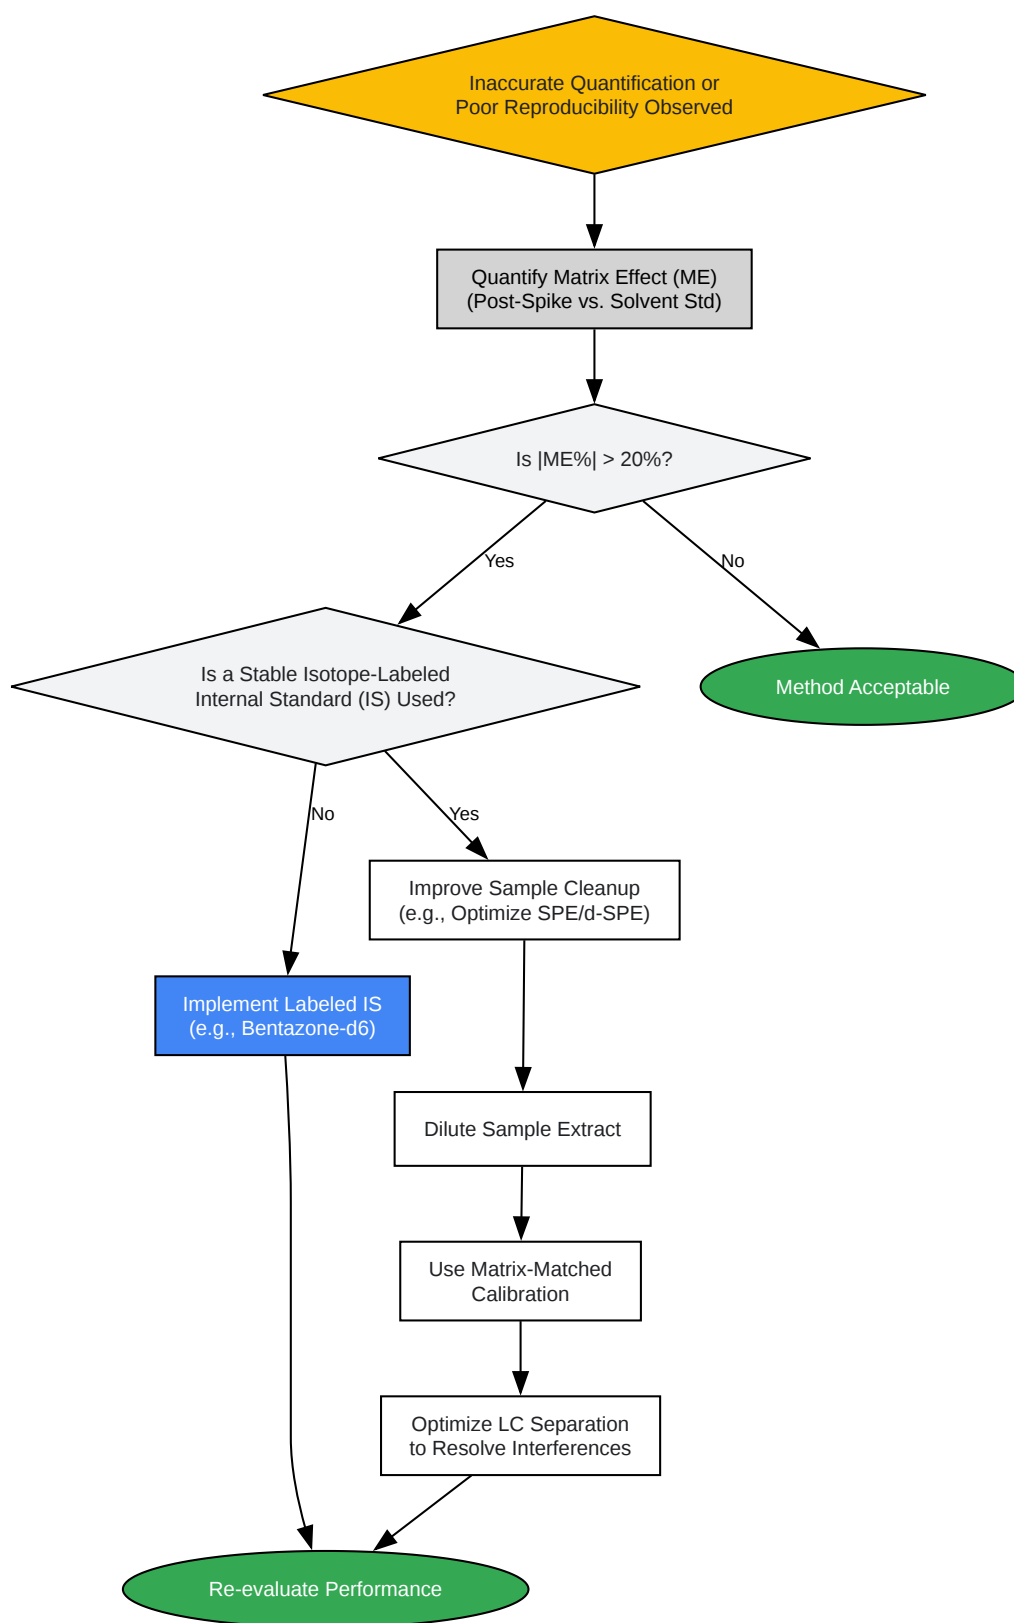 Inaccurate Quantification or
Poor Reproducibility Observed
Quantify Matrix Effect (ME)
(Post-Spike vs. Solvent Std)
Is |ME%| > 20%?
Yes
No
Is a Stable Isotope-Labeled
Internal Standard (IS) Used?
Method Acceptable
No
Yes
Improve Sample Cleanup
(e.g., Optimize SPE/d-SPE)
Implement Labeled IS
(e.g., Bentazone-d6)
Dilute Sample Extract
Use Matrix-Matched
Calibration
Optimize LC Separation
to Resolve Interferences
Re-evaluate Performance